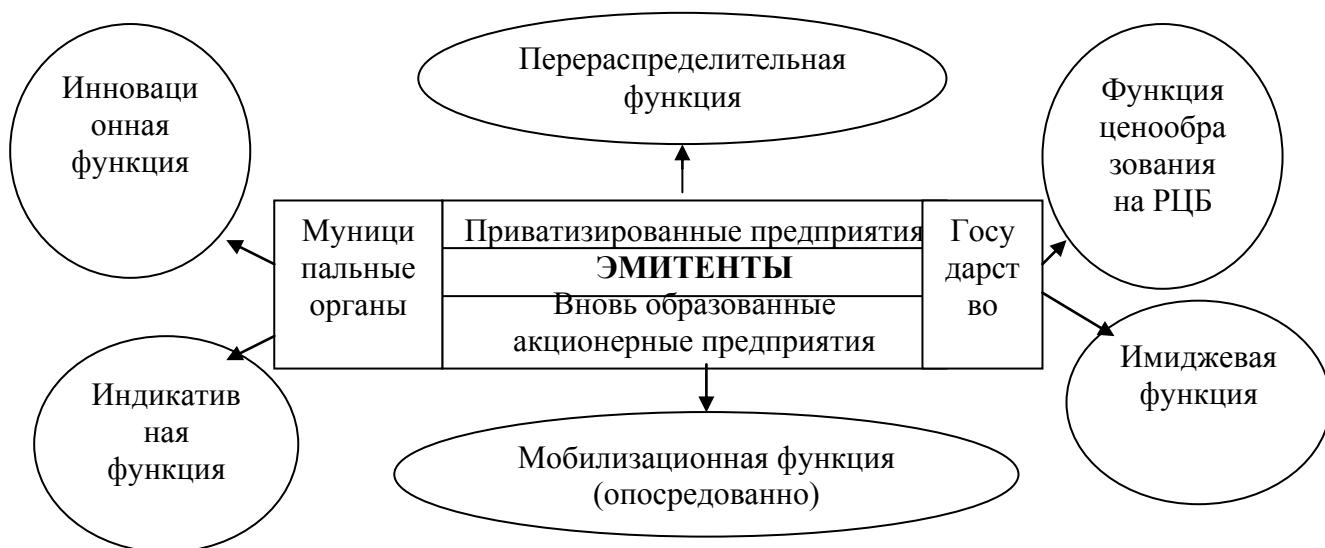 Инноваци
онная
функция
Перераспределительная
функция
Функция
ценообра
зования
на РЦБ
Муници
пальные
органы
Приватизированные предприятия
ЭМИТЕНТЫ
Вновь образованные
акционерные предприятия
Госу
дарст
во
Индикатив
ная
функция
Мобилизационная функция
(опосредованно)
Имиджевая
функция